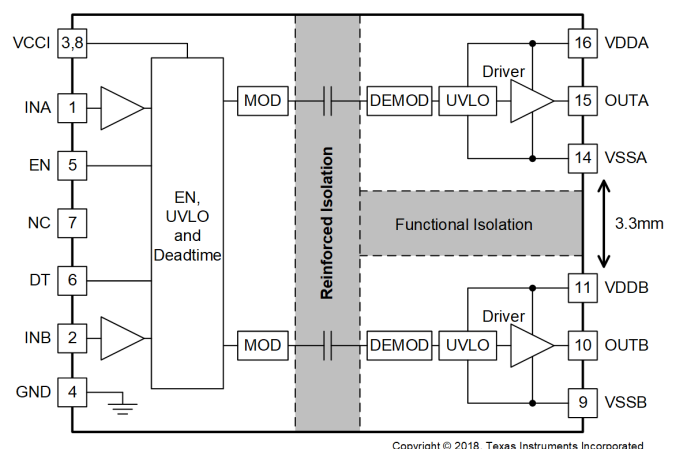 VCCI 3,8
INA 1
EN 5
NC 7
DT 6
INB 2
GND 4
EN,
UVLO
and
Deadtime
MOD
MOD
Reinforced Isolation
DEMOD
UVLO
Driver
16 VDDA
15 OUTA
14 VSSA
Functional Isolation
3.3mm
DEMOD
UVLO
Driver
11 VDDB
10 OUTB
9 VSSB
Copyright © 2018, Texas Instruments Incorporated